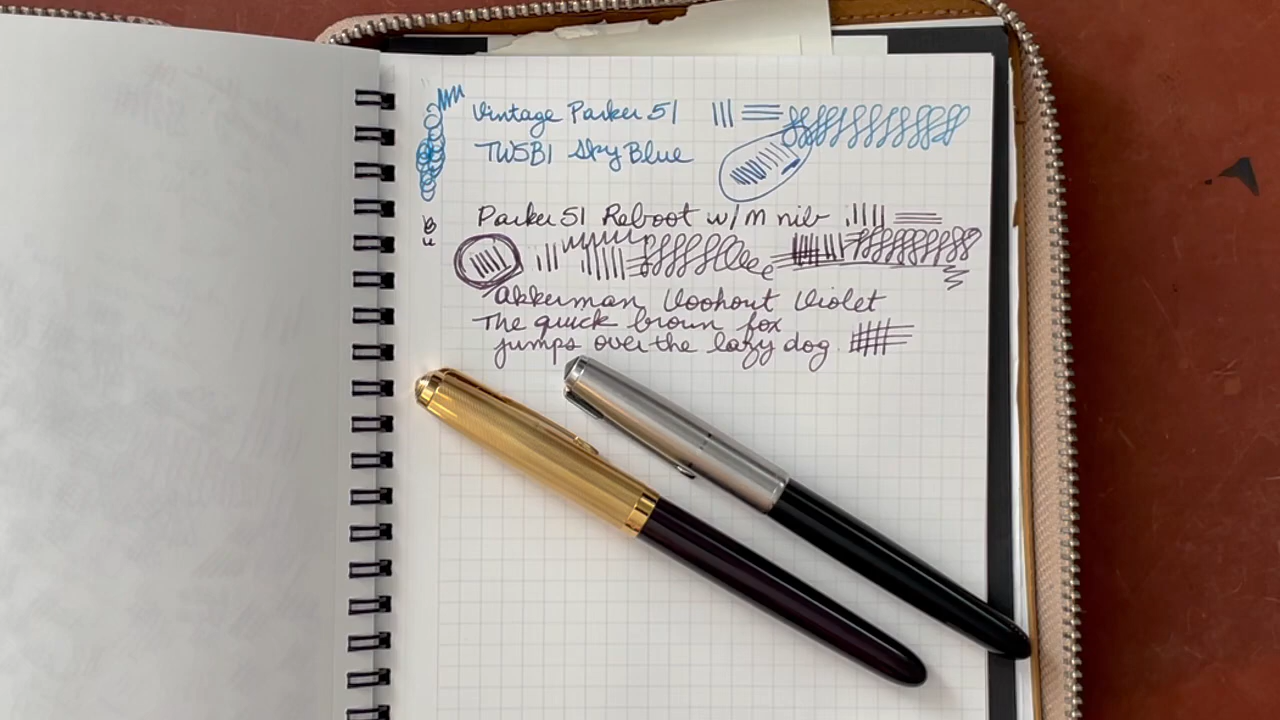 Vintage Parker 51
TWSBI Sky Blue
Parker 51 Reboot w/M nib
Akkerman Voohout Violet
The quick brown fox
jumps over the lazy dog.